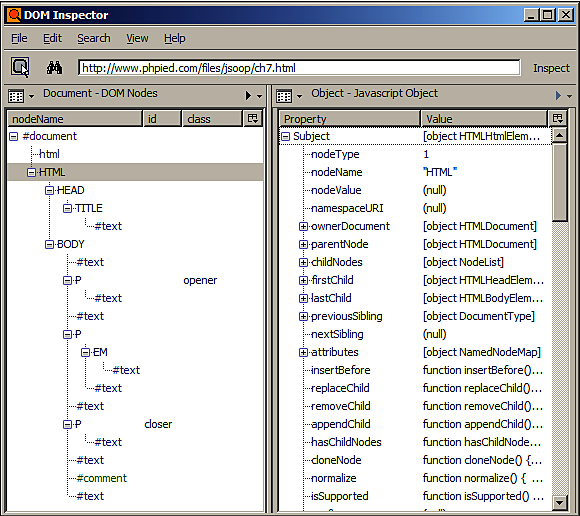 DOM Inspector
File Edit Search View Help
http://www.phpied.com/files/jsoop/ch7.html Inspect
Document - DOM Nodes
nodeName id class
#document
html
HTML
HEAD
TITLE
#text
BODY
#text
P opener
#text
#text
P
EM
#text
#text
#text
P closer
#text
#text
#comment
#text
Object - Javascript Object
Property Value
Subject [object HTMLHtmlElem...
nodeType 1
nodeName "HTML"
nodeValue (null)
namespaceURI (null)
ownerDocument [object HTMLDocument]
parentNode [object HTMLDocument]
childNodes [object NodeList]
firstChild [object HTMLHeadElem...
lastChild [object HTMLBodyElem...
previousSibling [object DocumentType]
nextSibling (null)
attributes [object NamedNodeMap]
insertBefore function insertBefore()...
replaceChild function replaceChild()...
removeChild function removeChild()...
appendChild function appendChild()...
hasChildNodes function hasChildNode...
cloneNode function cloneNode() {...
normalize function normalize() { ...
isSupported function isSupported() ...